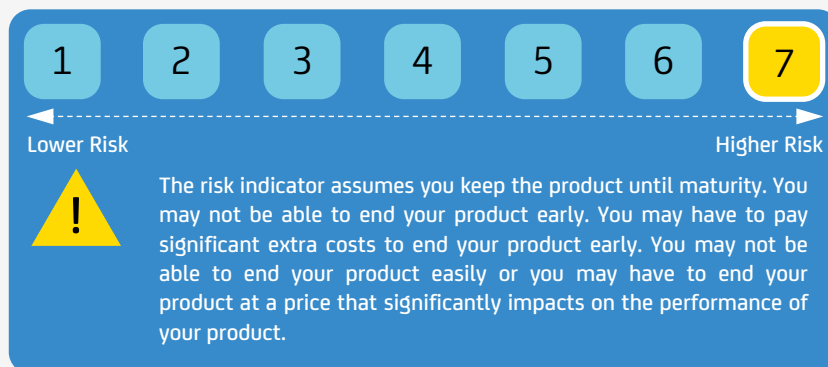 1 2 3 4 5 6 7
Lower Risk Higher Risk
!
The risk indicator assumes you keep the product until maturity. You
may not be able to end your product early. You may have to pay
significant extra costs to end your product early. You may not be
able to end your product easily or you may have to end your
product at a price that significantly impacts on the performance of
your product.